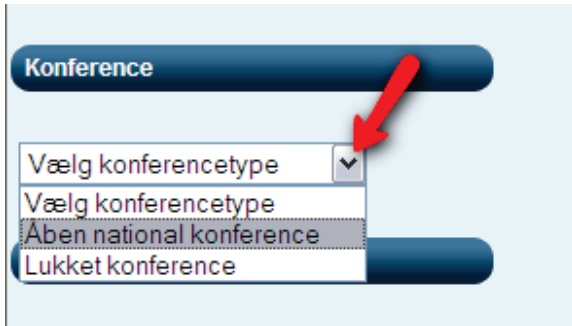 Konference
Vælg konferencetype
Vælg konferencetype
Åben national konference
Lukket konference